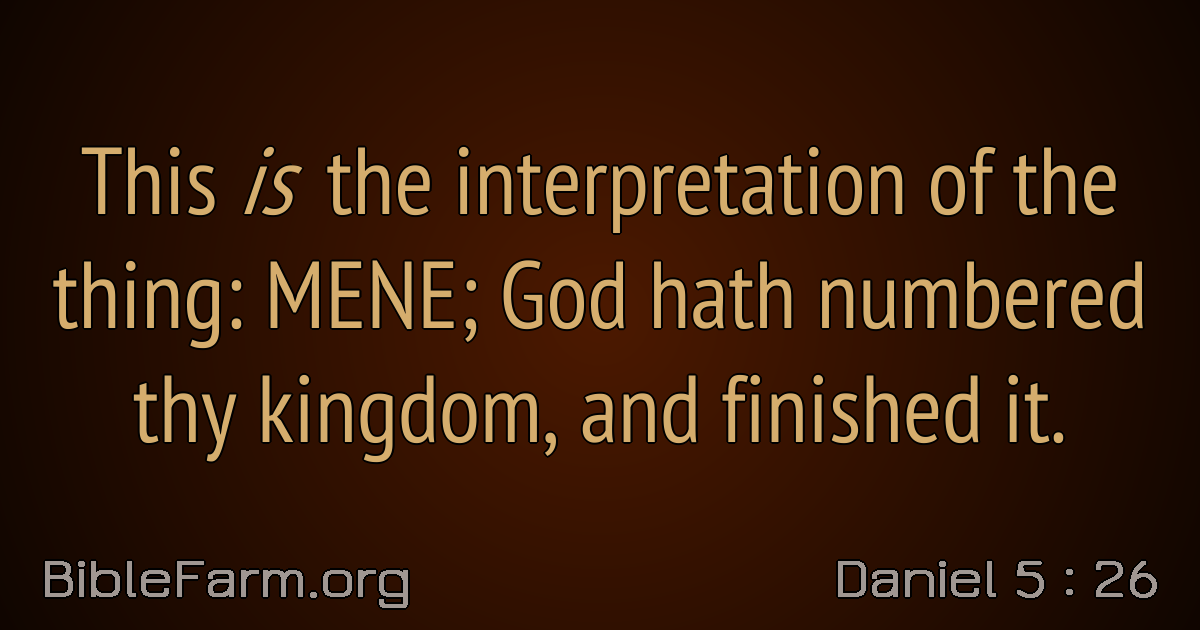 This is the interpretation of the
thing: MENE; God hath numbered
thy kingdom, and finished it.
BibleFarm.org
Daniel 5 : 26